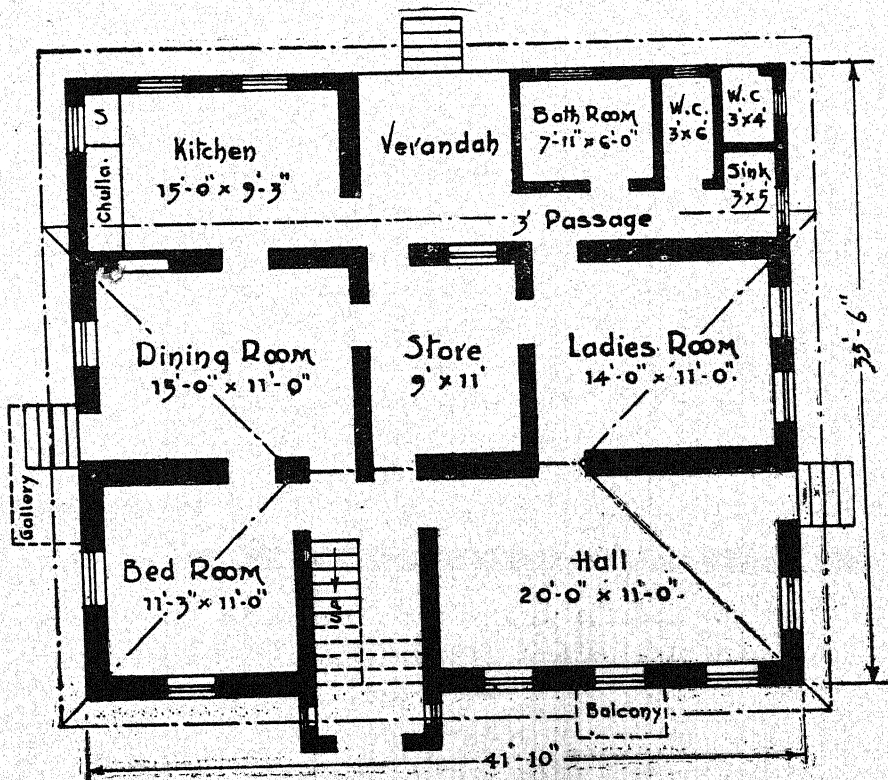 S
Chulla.
Kitchen
15'-0" x 9'-3"
Verandah
Bath Room
7'-11" x 6'-0"
W.C.
3'x6'
W.C
3'x4'
Sink
3'x5'
3' Passage
Dining Room
15'-0" x 11'-0"
Store
9' x 11'
Ladies Room
14'-0" x 11'-0".
35'-6"
Gallery
Bed Room
11'-3" x 11'-0"
UP
Hall
20'-0" x 11'-0".
Balcony
41'-10"